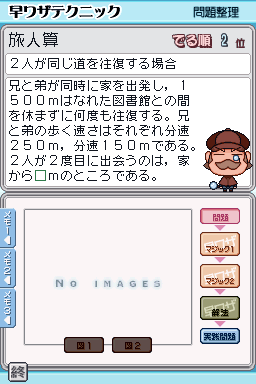 早ワザテクニック 問題整理
旅人算 でる順 2 位
２人が同じ道を往復する場合
兄と弟が同時に家を出発し，１
５００ｍはなれた図書館との間
を休まずに何度も往復する。兄
と弟の歩く速さはそれぞれ分速
２５０ｍ，分速１５０ｍである。
２人が２度目に出会うのは，家
から□ｍのところである。
メモ1
メモ2
メモ3
No IMAGES
問題
早ワザ
マジック1
早ワザ
マジック2
解法
実践問題
図1 図2
終